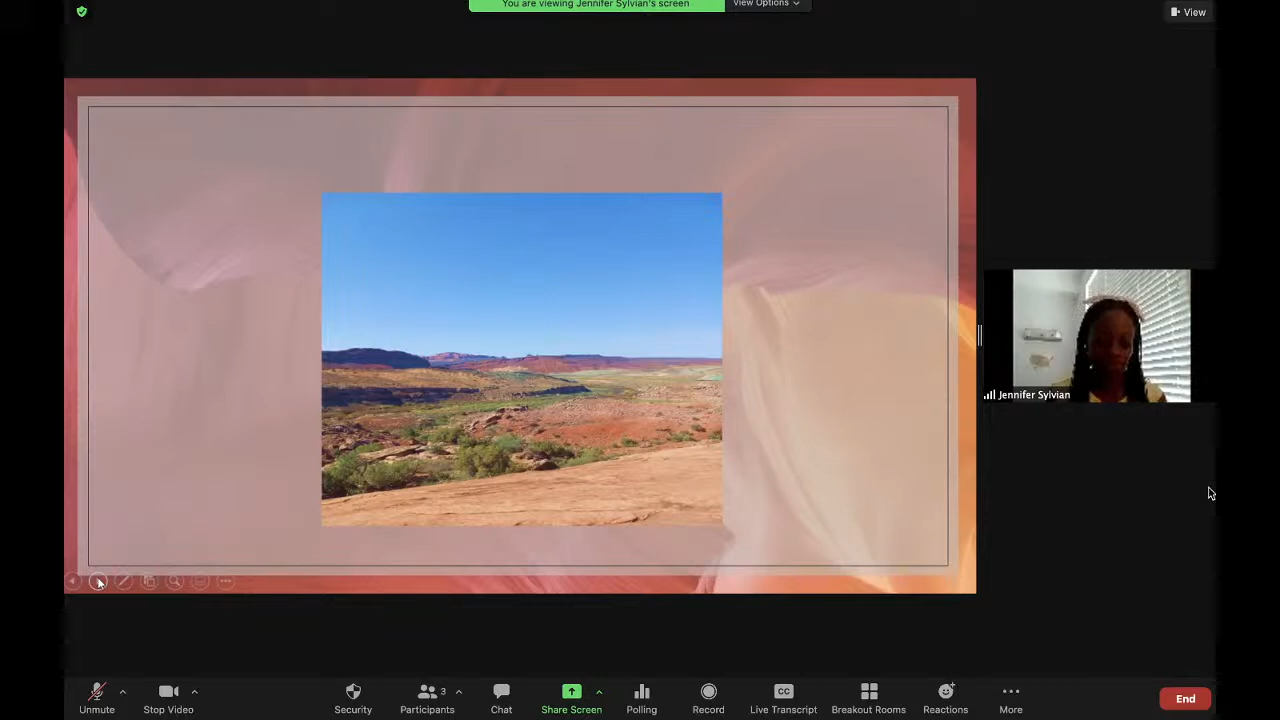 You are viewing Jennifer Sylvian's screen
View Options
View
Jennifer Sylvian
Unmute
Stop Video
Security
Participants
3
Chat
Share Screen
Polling
Record
CC
Live Transcript
Breakout Rooms
Reactions
More
End